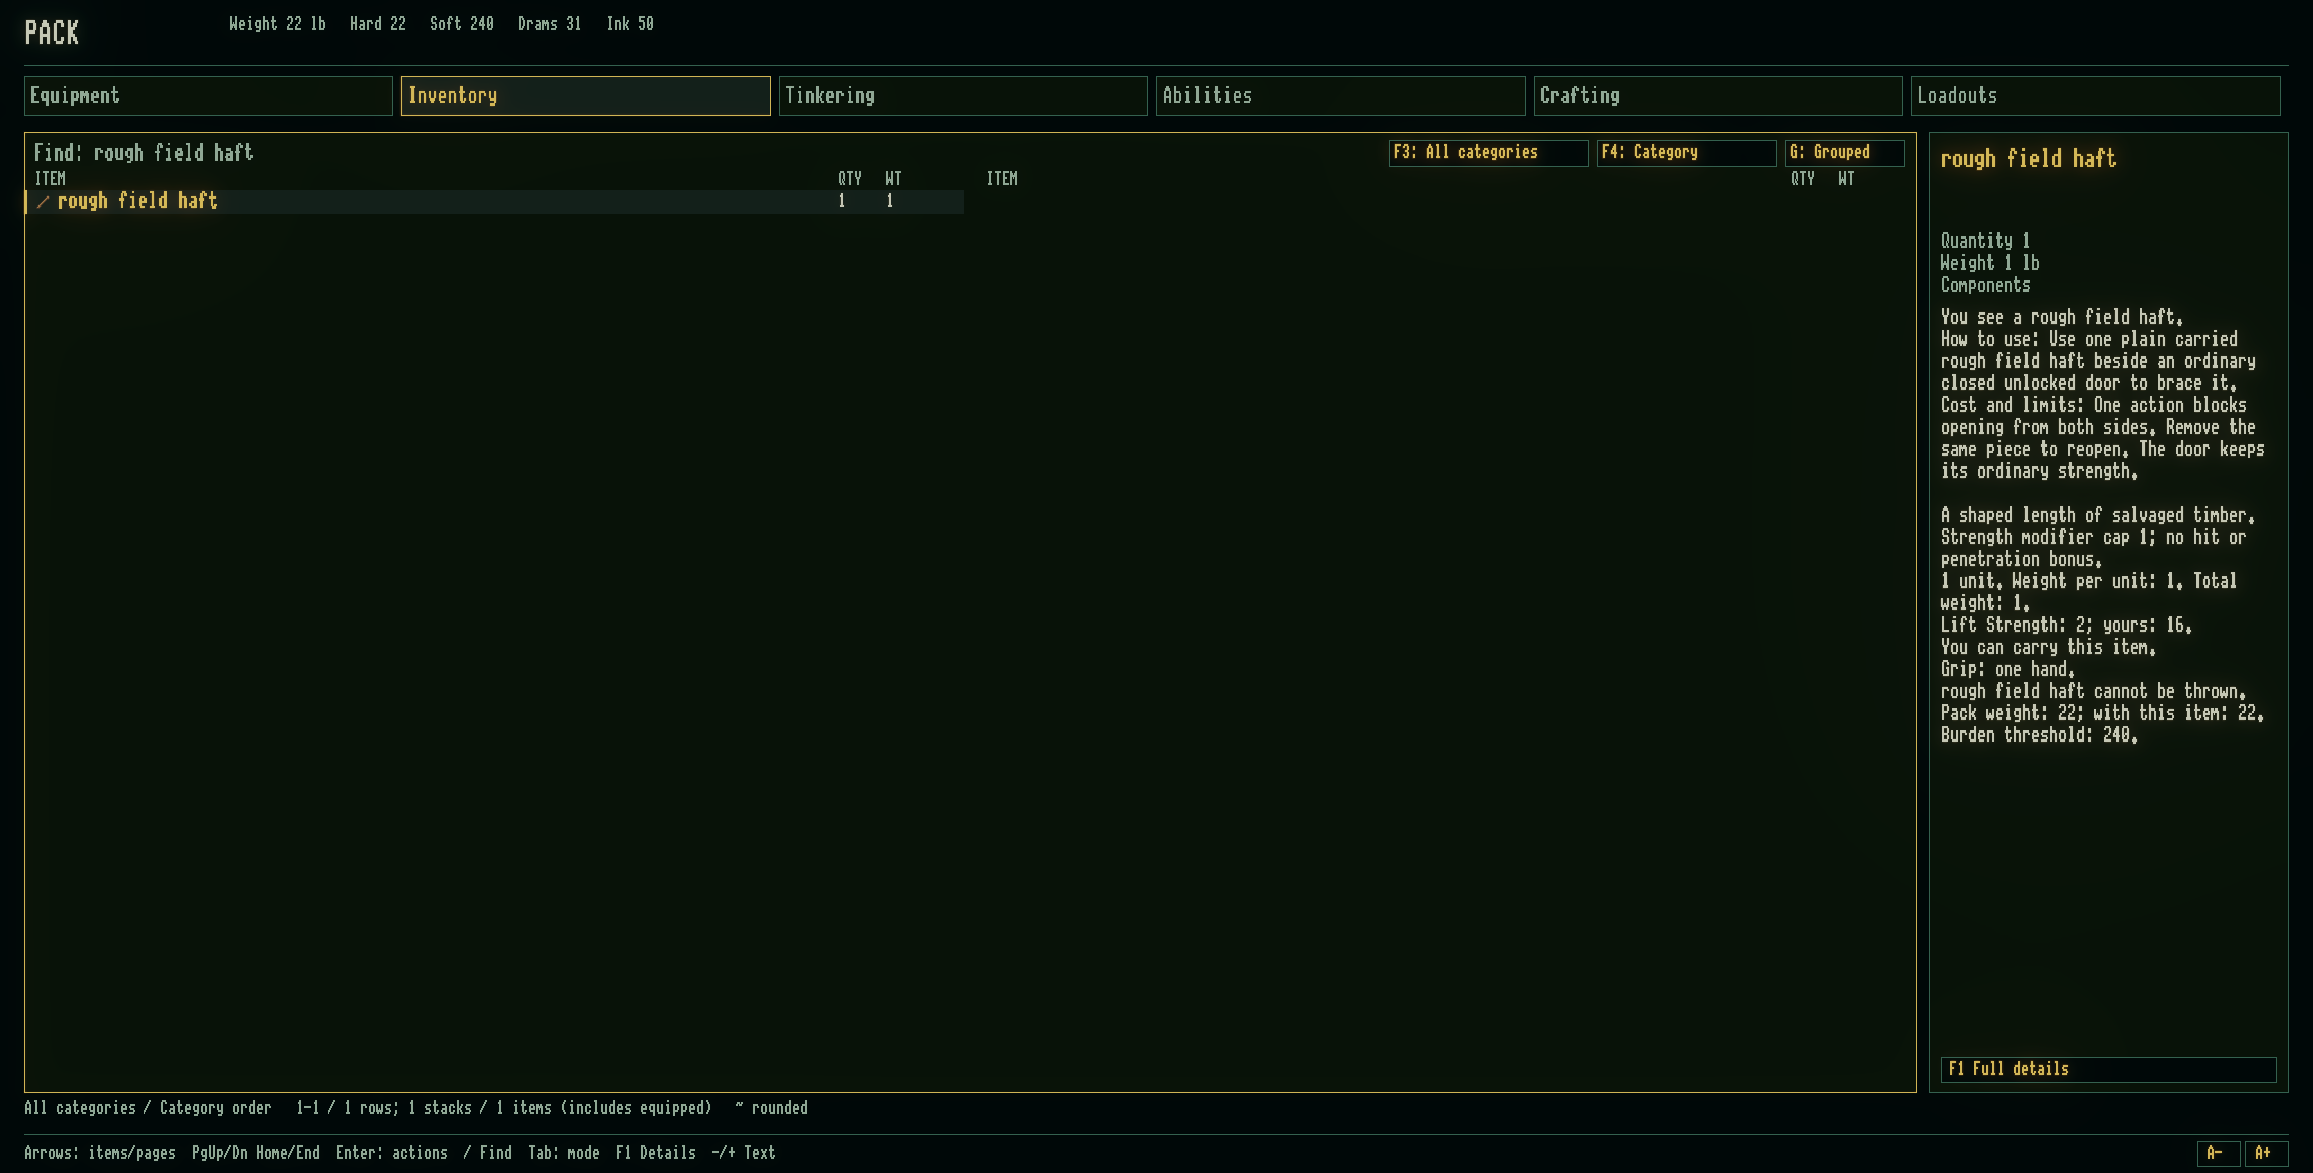 PACK
Weight 22 lb Hard 22 Soft 240 Drams 31 Ink 50
Equipment
Inventory
Tinkering
Abilities
Crafting
Loadouts
Find: rough field haft
F3: All categories
F4: Category
G: Grouped
ITEM QTY WT ITEM QTY WT
rough field haft 1 1
rough field haft
Quantity 1
Weight 1 lb
Components
You see a rough field haft.
How to use: Use one plain carried
rough field haft beside an ordinary
closed unlocked door to brace it.
Cost and limits: One action blocks
opening from both sides. Remove the
same piece to reopen. The door keeps
its ordinary strength.
A shaped length of salvaged timber.
Strength modifier cap 1; no hit or
penetration bonus.
1 unit. Weight per unit: 1. Total
weight: 1.
Lift Strength: 2; yours: 16.
You can carry this item.
Grip: one hand.
rough field haft cannot be thrown.
Pack weight: 22; with this item: 22.
Burden threshold: 240.
F1 Full details
All categories / Category order 1-1 / 1 rows; 1 stacks / 1 items (includes equipped) ~ rounded
Arrows: items/pages PgUp/Dn Home/End Enter: actions / Find Tab: mode F1 Details -/+ Text
A- A+